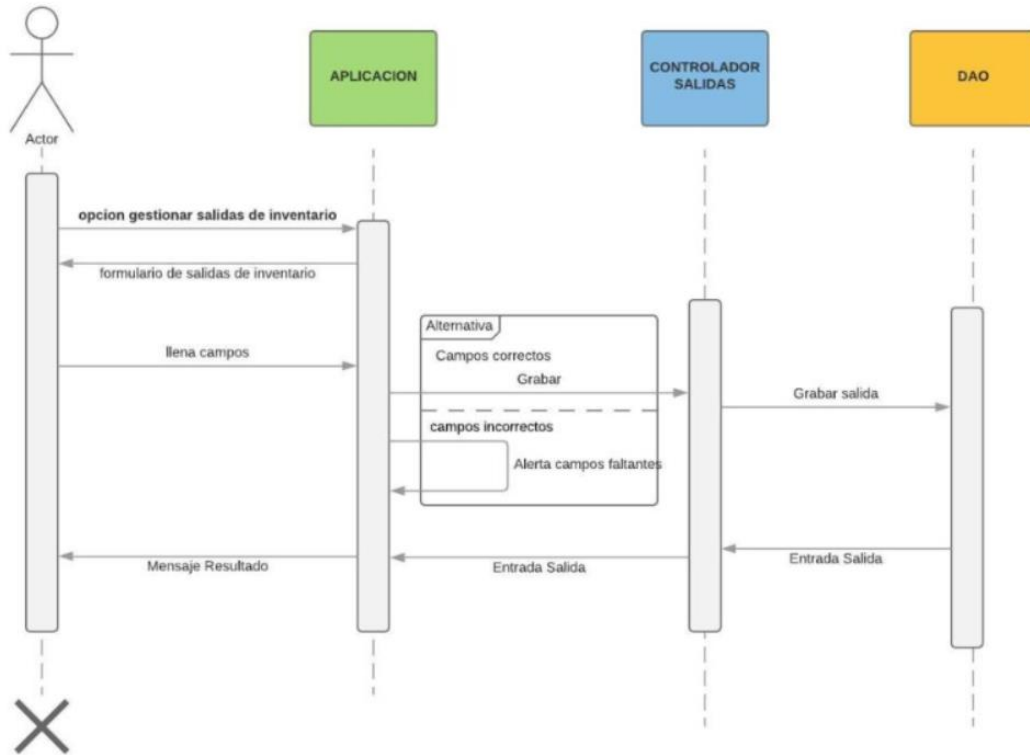 Actor
APLICACION
CONTROLADOR
SALIDAS
DAO
opcion gestionar salidas de inventario
formulario de salidas de inventario
Alternativa
Campos correctos
llena campos
Grabar
Grabar salida
campos incorrectos
Alerta campos faltantes
Mensaje Resultado
Entrada Salida
Entrada Salida